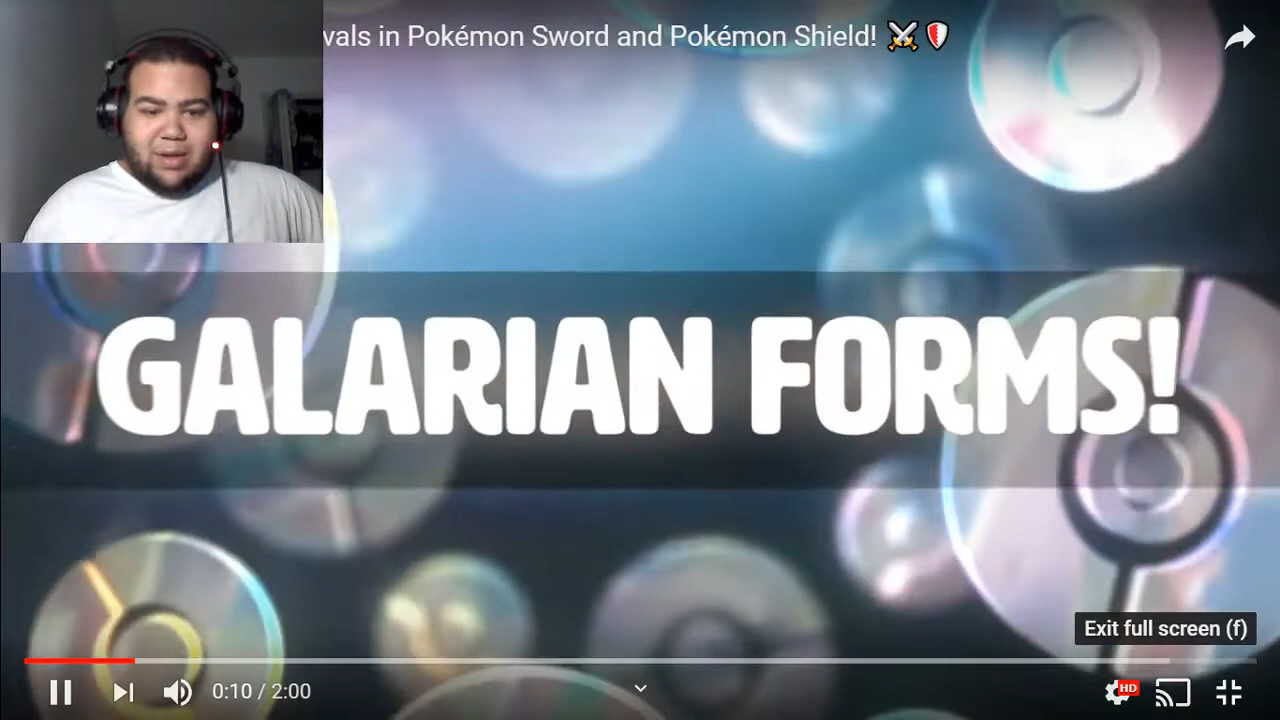 vals in Pokémon Sword and Pokémon Shield! ⚔️🛡️
GALARIAN FORMS!
Exit full screen (f)
0:10 / 2:00
HD